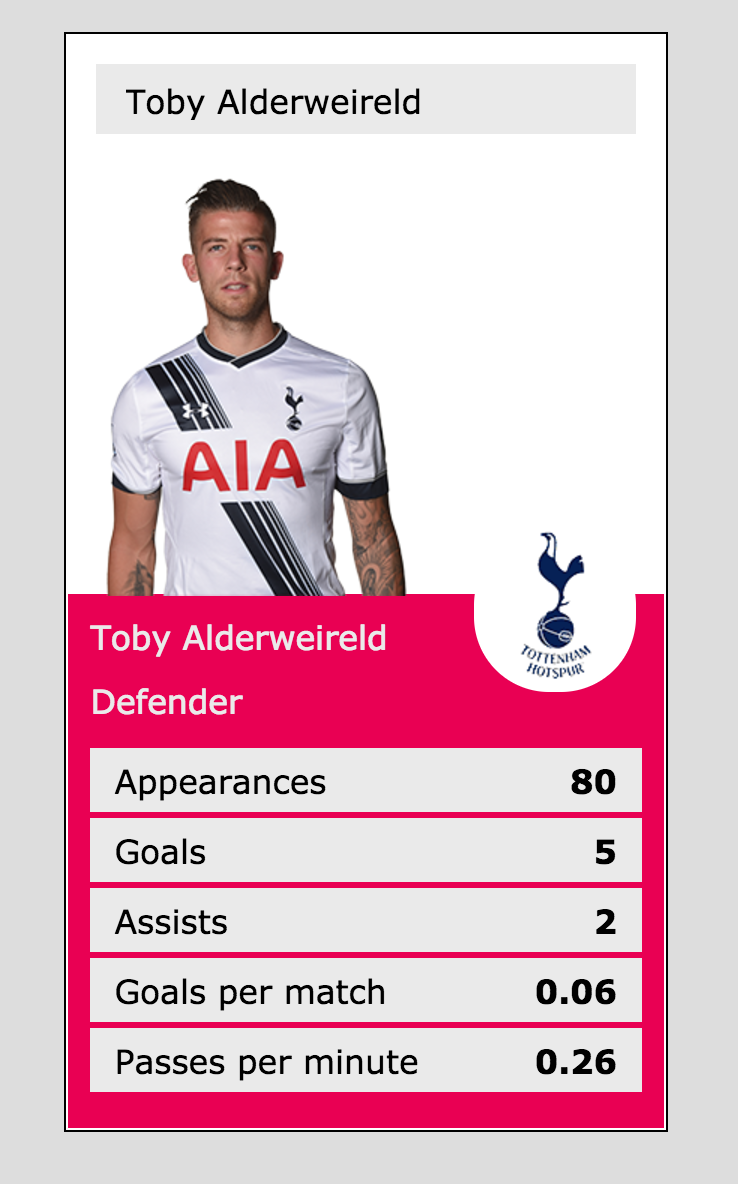 Toby Alderweireld
AIA
TOTTENHAM
HOTSPUR
Toby Alderweireld
Defender
Appearances 80
Goals 5
Assists 2
Goals per match 0.06
Passes per minute 0.26